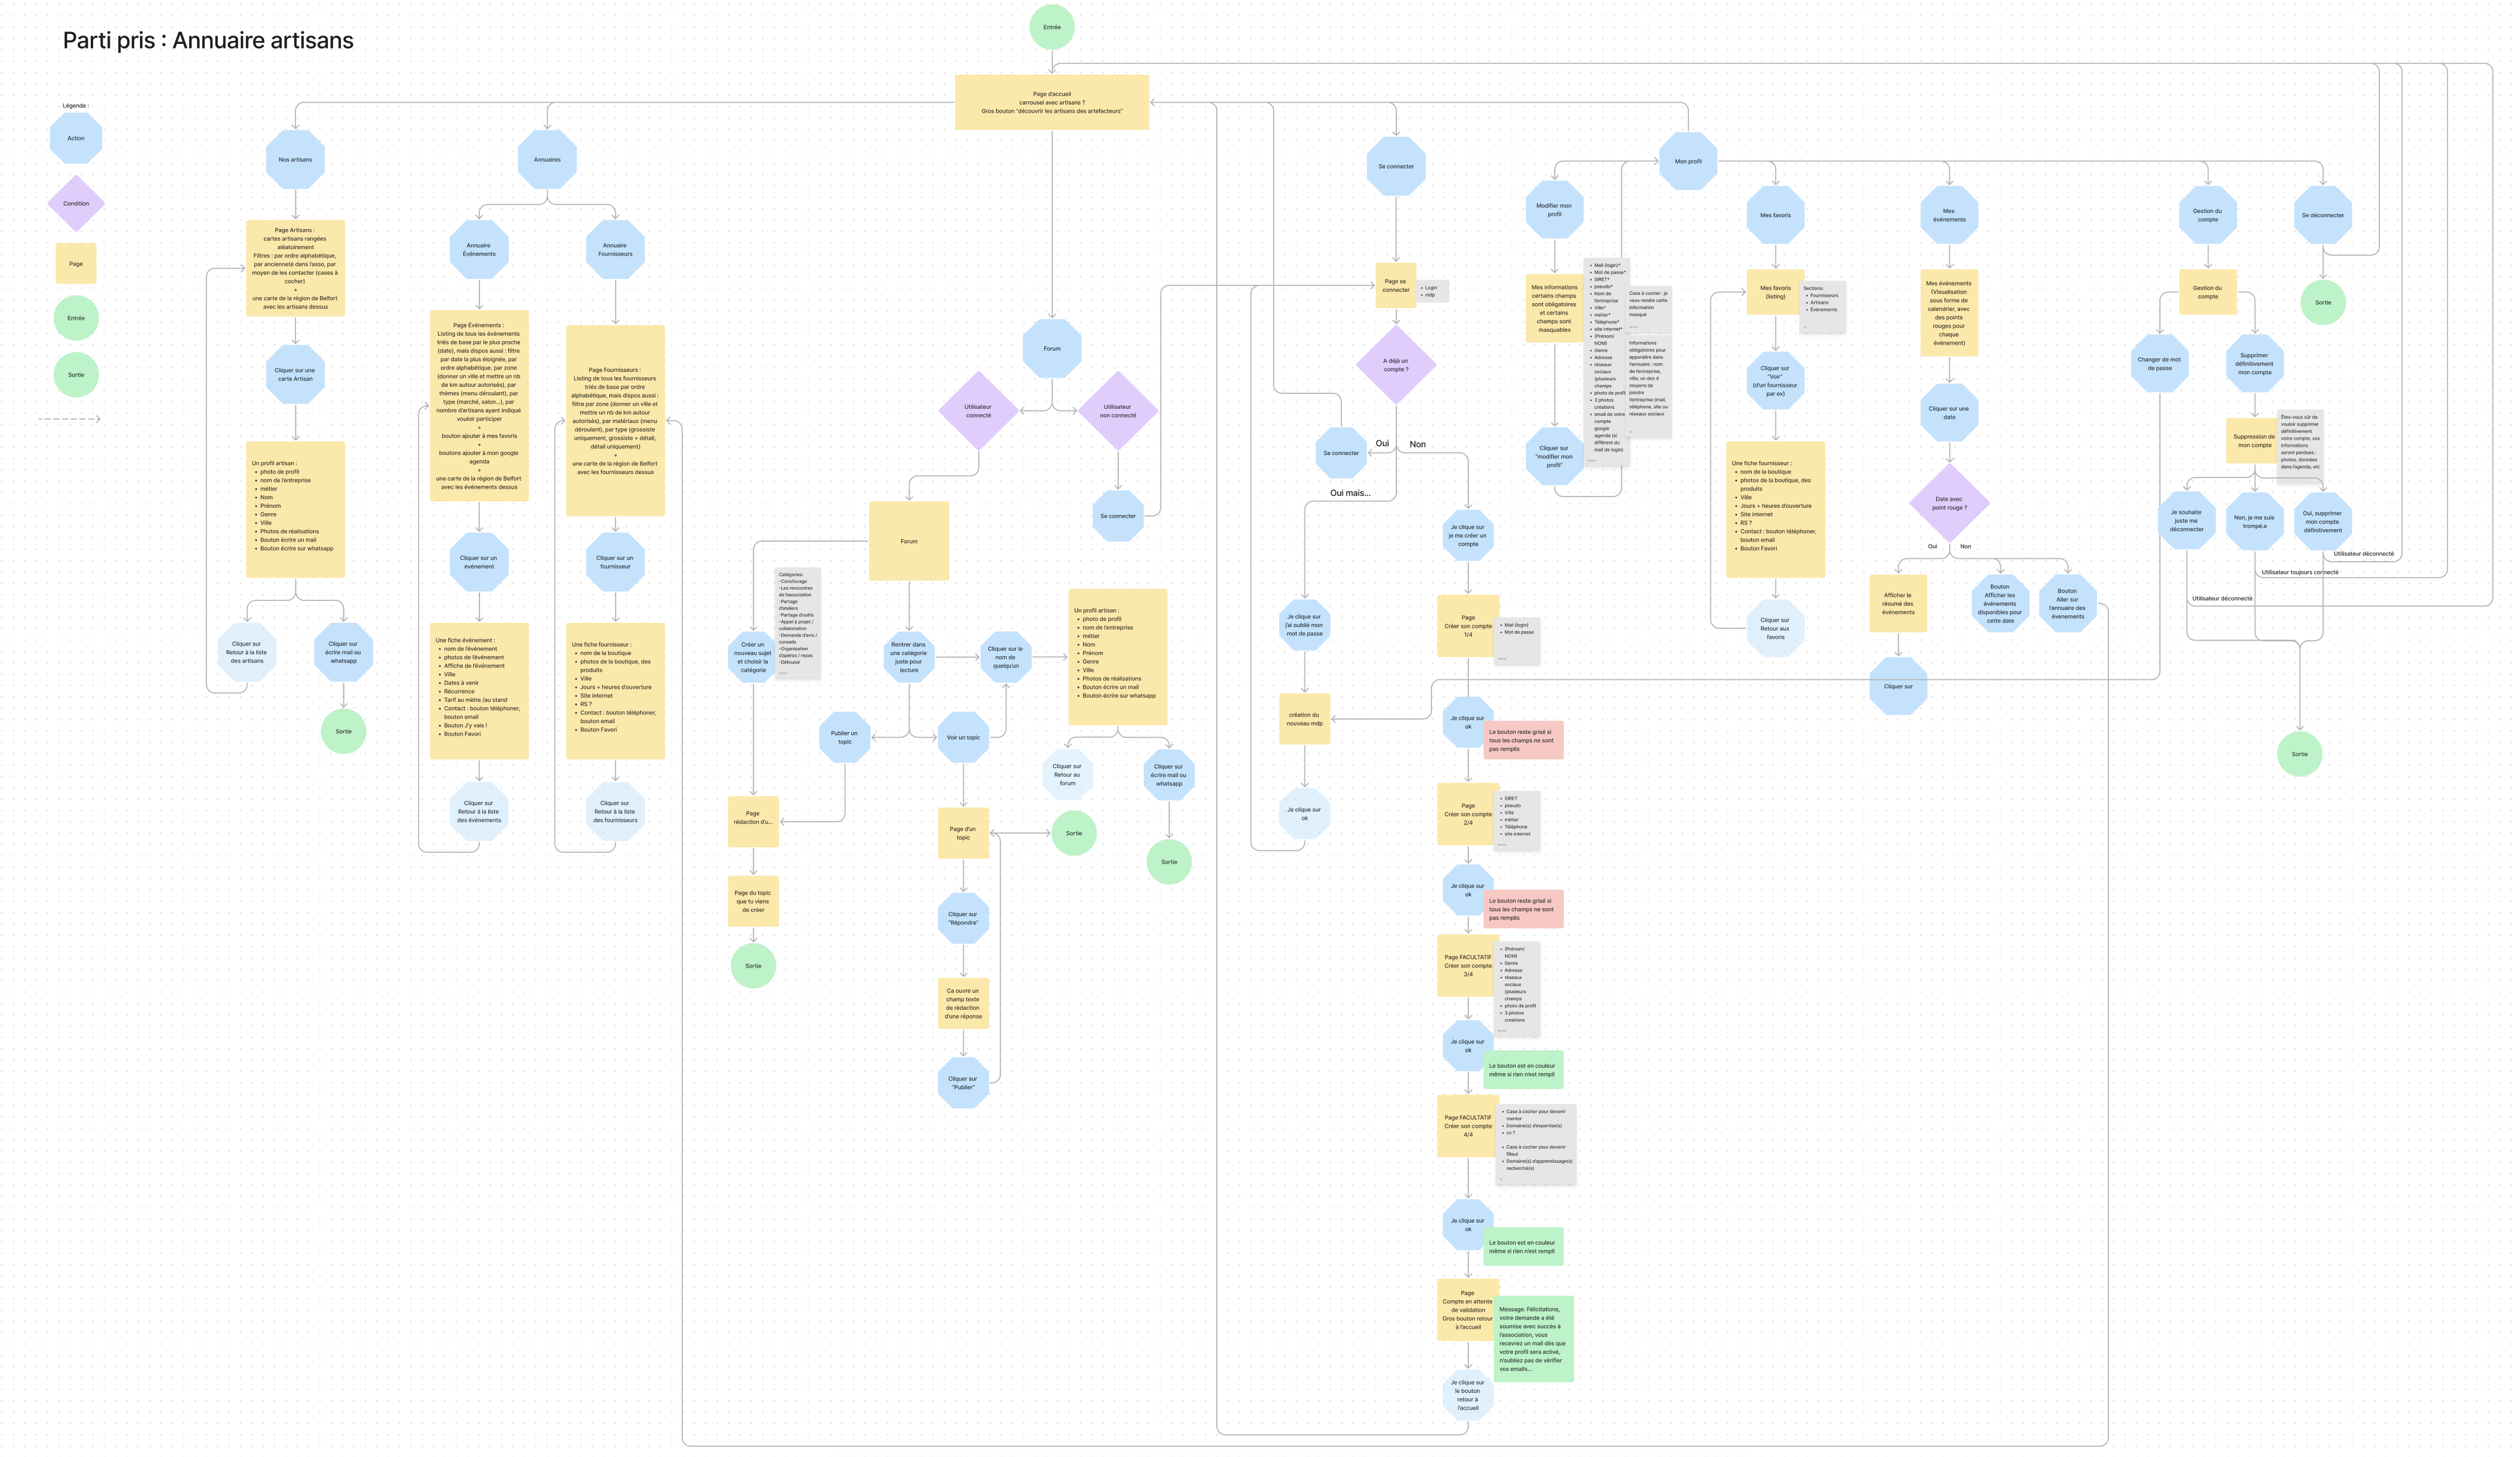 Parti pris : Annuaire artisans
Entrée
Page d'accueil
carrousel avec artisans ?
Gros bouton "découvrir les artisans des artefacteurs"
Légende :
Action
Condition
Page
Entrée
Sortie
Nos artisans
Page Artisans :
cartes artisans rangées
aléatoirement
Filtres : par ordre alphabétique,
par ancienneté dans l'asso, par
moyen de les contacter (cases à
cocher)
+
une carte de la région de Belfort
avec les artisans dessus
Cliquer sur une
carte Artisan
Un profil artisan :
• photo de profil
• nom de l'entreprise
• métier
• Nom
• Prénom
• Genre
• Ville
• Photos de réalisations
• Bouton écrire un mail
• Bouton écrire sur whatsapp
Cliquer sur
Retour à la liste
des artisans
Cliquer sur
écrire mail ou
whatsapp
Sortie
Annuaires
Annuaire
Événements
Page Événements :
Listing de tous les événements
triés de base par le plus proche
(date), mais dispos aussi : filtre
par date la plus éloignée, par
ordre alphabétique, par zone
(donner un ville et mettre un nb
de km autour autorisés), par
thèmes (menu déroulant), par
type (marché, salon...), par
nombre d'artisans ayant indiqué
vouloir participer
+
bouton ajouter à mes favoris
+
boutons ajouter à mon google
agenda
+
une carte de la région de Belfort
avec les événements dessus
Cliquer sur un
événement
Une fiche événement :
• nom de l'événement
• photos de l'événement
• Affiche de l'événement
• Ville
• Dates à venir
• Récurrence
• Tarif au mètre /au stand
• Contact : bouton téléphoner,
bouton email
• Bouton J'y vais !
• Bouton Favori
Cliquer sur
Retour à la liste
des événements
Annuaire
Fournisseurs
Page Fournisseurs :
Listing de tous les fournisseurs
triés de base par ordre
alphabétique, mais dispos aussi :
filtre par zone (donner un ville et
mettre un nb de km autour
autorisés), par matériaux (menu
déroulant), par type (grossiste
uniquement, grossiste + détail,
détail uniquement)
+
une carte de la région de Belfort
avec les fournisseurs dessus
Cliquer sur un
fournisseur
Une fiche fournisseur :
• nom de la boutique
• photos de la boutique, des
produits
• Ville
• Jours + heures d'ouverture
• Site internet
• RS ?
• Contact : bouton téléphoner,
bouton email
• Bouton Favori
Cliquer sur
Retour à la liste
des fournisseurs
Forum
Utilisateur
connecté
Utilisateur
non connecté
Se connecter
Forum
Catégories:
-Covoiturage
-Les rencontres
de l'association
-Partage
d'ateliers
-Partage d'outils
-Appel à projet /
collaboration
-Demande d'avis /
conseils
-Organisation
d'apéros / repas
-Défouloir
Créer un
nouveau sujet
et choisir la
catégorie
Rentrer dans
une catégorie
juste pour
lecture
Cliquer sur le
nom de
quelqu'un
Un profil artisan :
• photo de profil
• nom de l'entreprise
• métier
• Nom
• Prénom
• Genre
• Ville
• Photos de réalisations
• Bouton écrire un mail
• Bouton écrire sur whatsapp
Publier un
topic
Voir un topic
Cliquer sur
Retour au
forum
Cliquer sur
écrire mail ou
whatsapp
Page
rédaction d'u...
Page d'un
topic
Sortie
Sortie
Page du topic
que tu viens
de créer
Cliquer sur
"Répondre"
Sortie
Ca ouvre un
champ texte
de rédaction
d'une réponse
Cliquer sur
"Publier"
Se connecter
Page se
connecter
• Login
• mdp
A déjà un
compte ?
Oui
Non
Oui mais...
Se connecter
Je clique sur
j'ai oublié mon
mot de passe
création du
nouveau mdp
Je clique sur
ok
Je clique sur
je me créer un
compte
Page
Créer son compte
1/4
• Mail (login)
• Mot de passe
Je clique sur
ok
Le bouton reste grisé si
tous les champs ne sont
pas remplis
Page
Créer son compte
2/4
• SIRET
• pseudo
• Ville
• métier
• Téléphone
• site internet
Je clique sur
ok
Le bouton reste grisé si
tous les champs ne sont
pas remplis
Page FACULTATIF
Créer son compte
3/4
• (Prénom/
NOM)
• Genre
• Adresse
• réseaux
sociaux
(plusieurs
champs
• photo de profil
• 3 photos
creations
Je clique sur
ok
Le bouton est en couleur
même si rien n'est rempli
Page FACULTATIF
Créer son compte
4/4
• Case à cocher pour devenir
mentor
• Domaine(s) d'expertise(s)
• cv ?
• Case à cocher pour devenir
filleul
• Domaine(s) d'apprentissage(s)
recherché(s)
Je clique sur
ok
Le bouton est en couleur
même si rien n'est rempli
Page
Compte en attente
de validation
Gros bouton retour
à l'accueil
Message: Félicitations,
votre demande a été
soumise avec succès à
l'association, vous
recevrez un mail dès que
votre profil sera activé,
n'oubliez pas de vérifier
vos emails...
Je clique sur
le bouton
retour à
l'accueil
Mon profil
Modifier mon
profil
Mes informations
certains champs
sont obligatoires
et certains
champs sont
masquables
• Mail (login)*
• Mot de passe*
• SIRET*
• pseudo*
• Nom de
l'entreprise
• Ville*
• métier*
• Téléphone*
• site internet*
• (Prénom/
NOM)
• Genre
• Adresse
• réseaux
sociaux
(plusieurs
champs
• photo de profil
• 3 photos
créations
• email de votre
compte
google
agenda (si
différent du
mail de login)
Case à cocher : je
veux rendre cette
information
masqué
Informations
obligatoires pour
apparaître dans
l'annuaire : nom
de l'entreprise,
ville, un des 4
moyens de
joindre
l'entreprise (mail,
téléphone, site ou
réseaux sociaux
Cliquer sur
"modifier mon
profil"
Mes favoris
Mes favoris
(listing)
Sections:
• Fournisseurs
• Artisans
• Événements
Cliquer sur
"Voir"
(d'un fournisseur
par ex)
Une fiche fournisseur :
• nom de la boutique
• photos de la boutique, des
produits
• Ville
• Jours + heures d'ouverture
• Site internet
• RS ?
• Contact : bouton téléphoner,
bouton email
• Bouton Favori
Cliquer sur
Retour aux
favoris
Mes
événements
Mes événements
(Visualisation
sous forme de
calendrier, avec
des points
rouges pour
chaque
événement)
Cliquer sur une
date
Date avec
point rouge ?
Oui
Non
Afficher le
résumé des
événements
Bouton
Afficher les
événements
disponibles pour
cette date
Bouton
Aller sur
l'annuaire des
évenements
Cliquer sur
Gestion du
compte
Gestion du
compte
Changer de mot
de passe
Supprimer
définitivement
mon compte
Suppression de
mon compte
Êtes-vous sûr de
vouloir supprimer
définitivement
votre compte, vos
informations
seront perdues :
photos, données
dans l'agenda, etc
Je souhaite
juste me
déconnecter
Non, je me suis
trompé.e
Oui, supprimer
mon compte
définitivement
Utilisateur déconnecté
Utilisateur toujours connecté
Utilisateur déconnecté
Sortie
Se déconnecter
Sortie